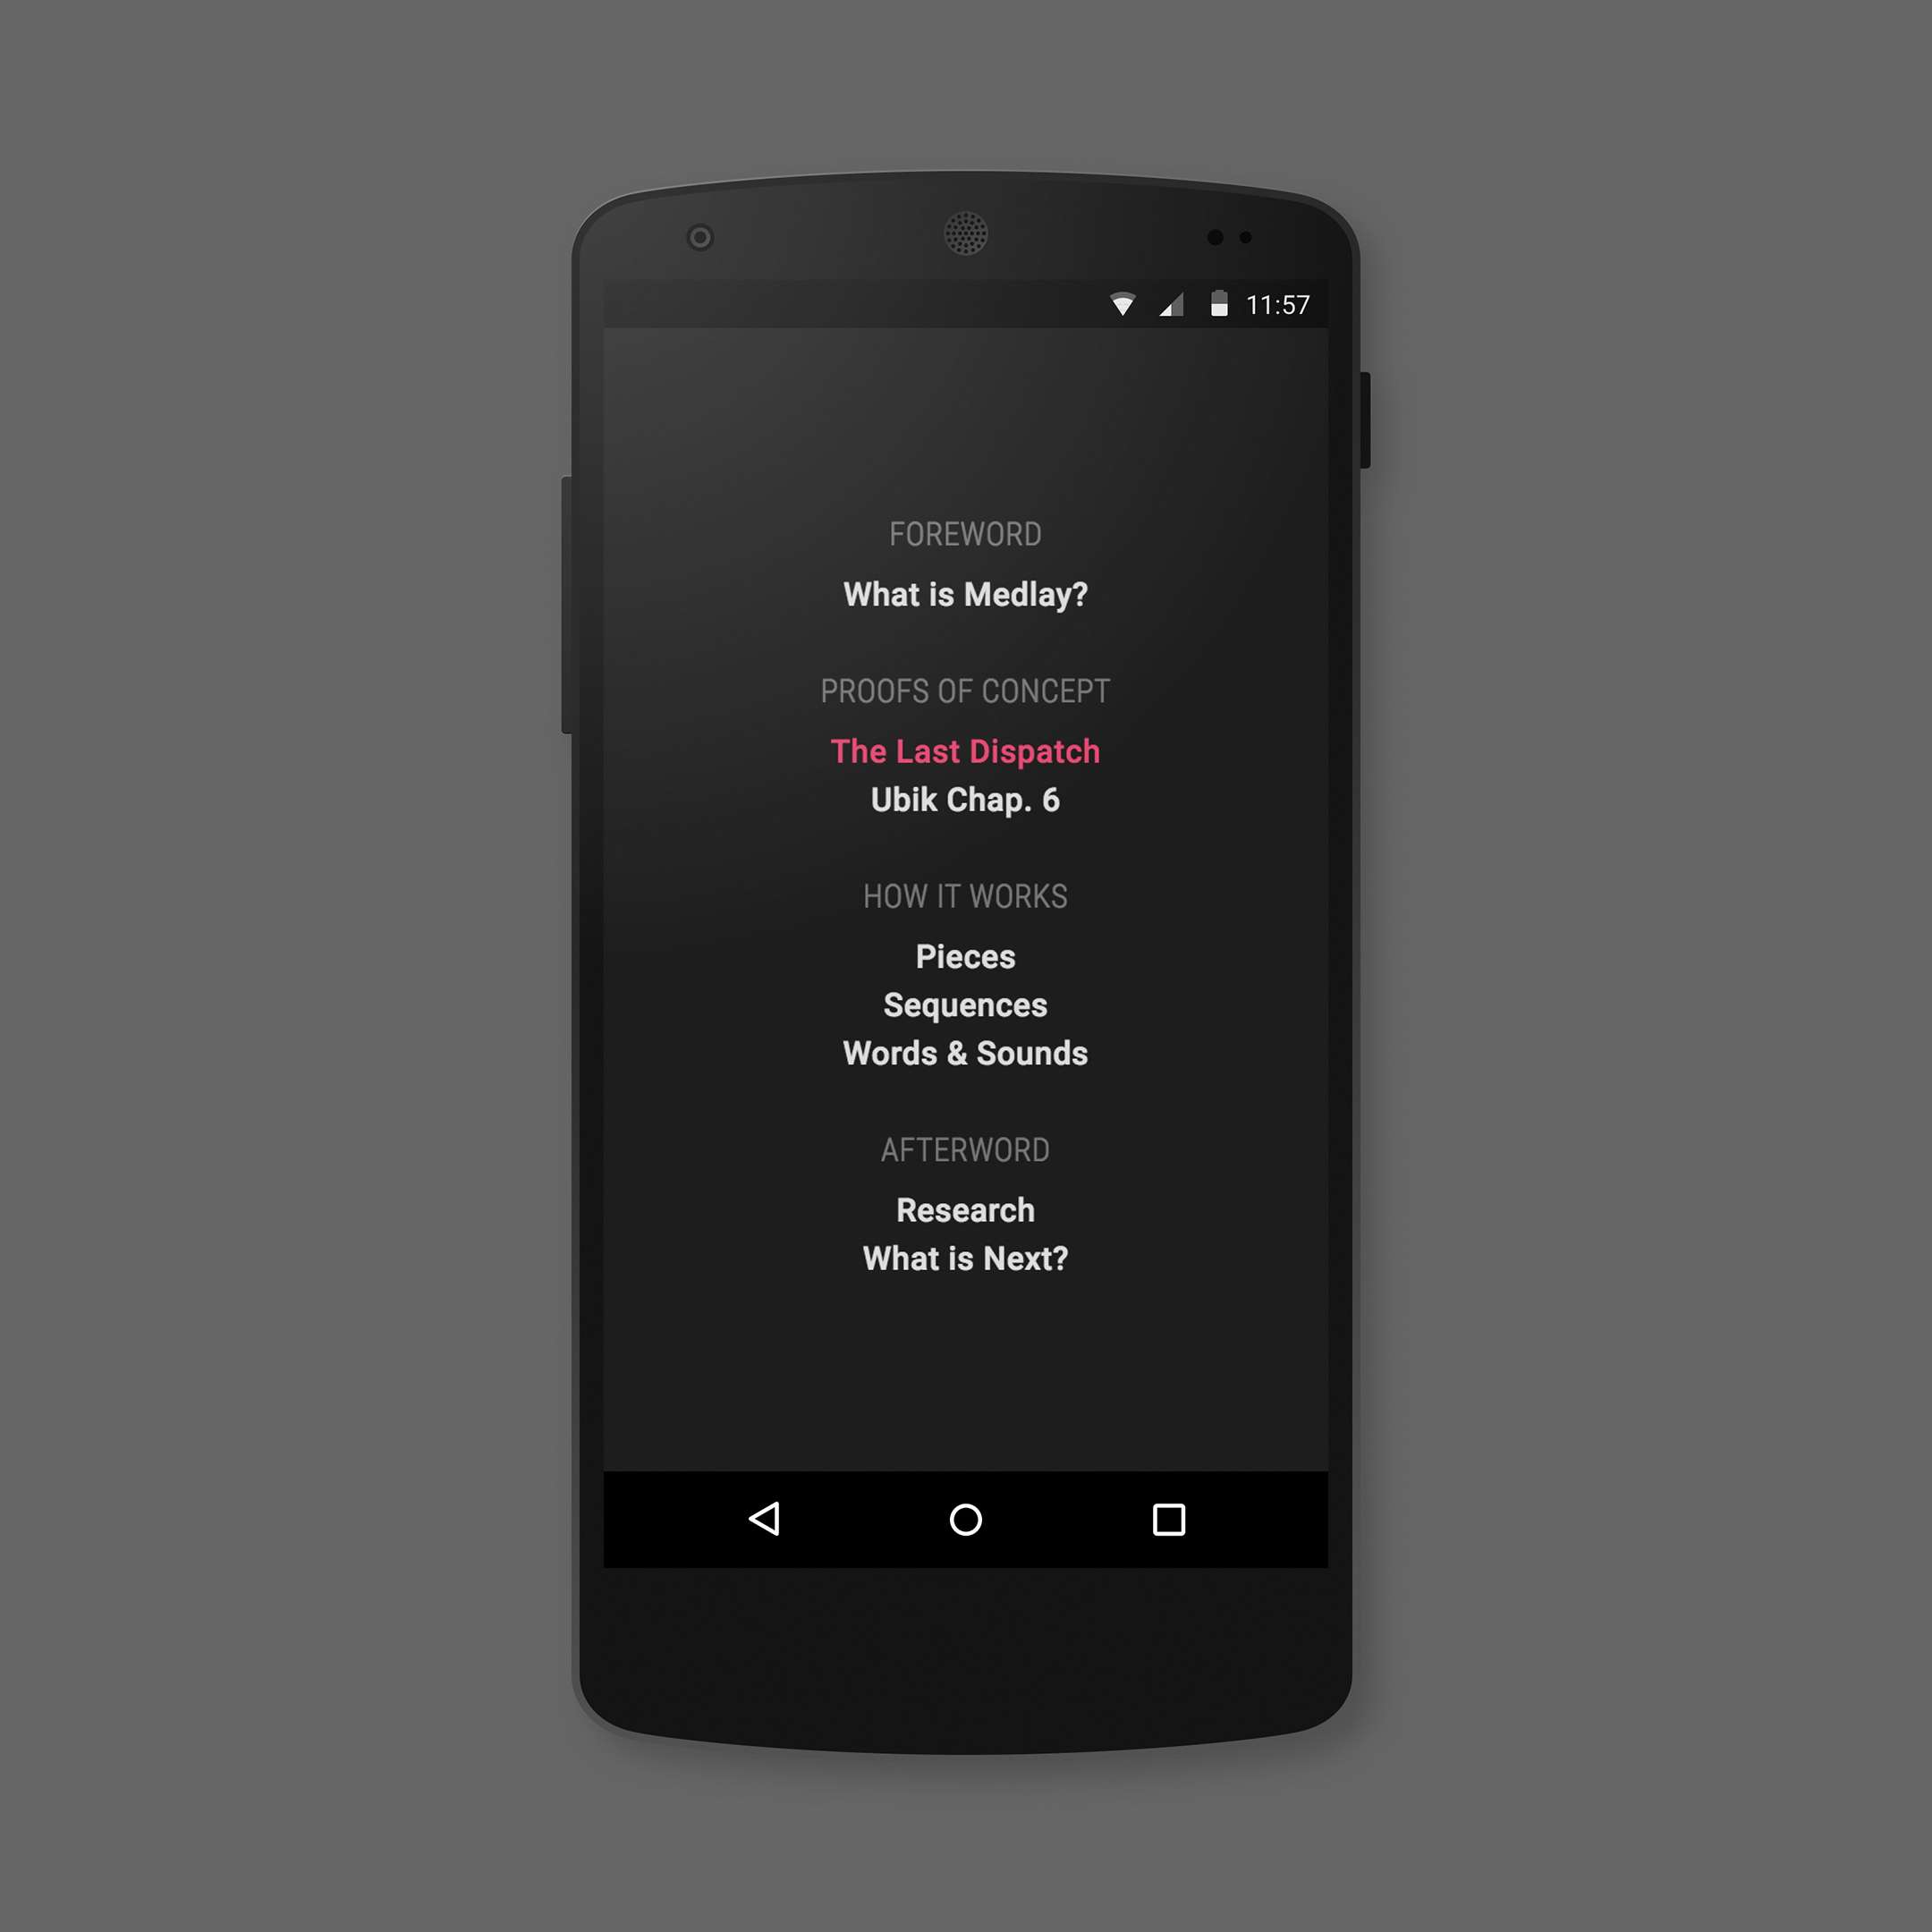 11:57
FOREWORD
What is Medlay?
PROOFS OF CONCEPT
The Last Dispatch
Ubik Chap. 6
HOW IT WORKS
Pieces
Sequences
Words & Sounds
AFTERWORD
Research
What is Next?